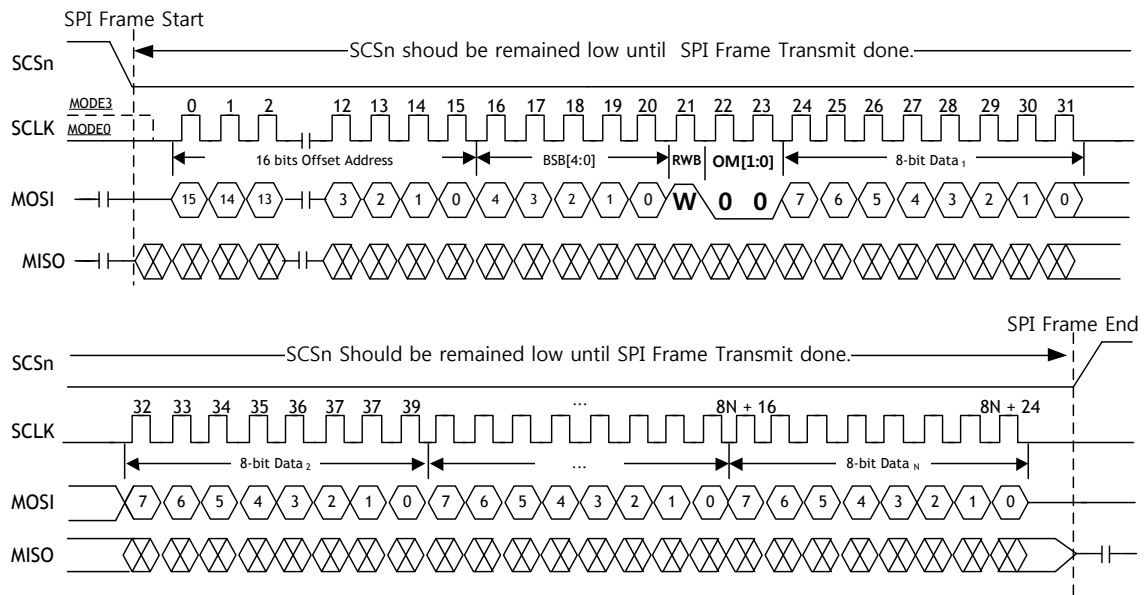 SPI Frame Start
SCSn shoud be remained low until SPI Frame Transmit done.
SCSn
MODE3
0 1 2 12 13 14 15 16 17 18 19 20 21 22 23 24 25 26 27 28 29 30 31
SCLK
MODE0
16 bits Offset Address BSB[4:0] RWB OM[1:0] 8-bit Data 1
MOSI 15 14 13 3 2 1 0 4 3 2 1 0 W 0 0 7 6 5 4 3 2 1 0
MISO
SPI Frame End
SCSn Should be remained low until SPI Frame Transmit done.
SCSn
32 33 34 35 36 37 37 39 ... 8N + 16 8N + 24
SCLK
8-bit Data 2 ... 8-bit Data N
MOSI 7 6 5 4 3 2 1 0 7 6 5 4 3 2 1 0 7 6 5 4 3 2 1 0
MISO